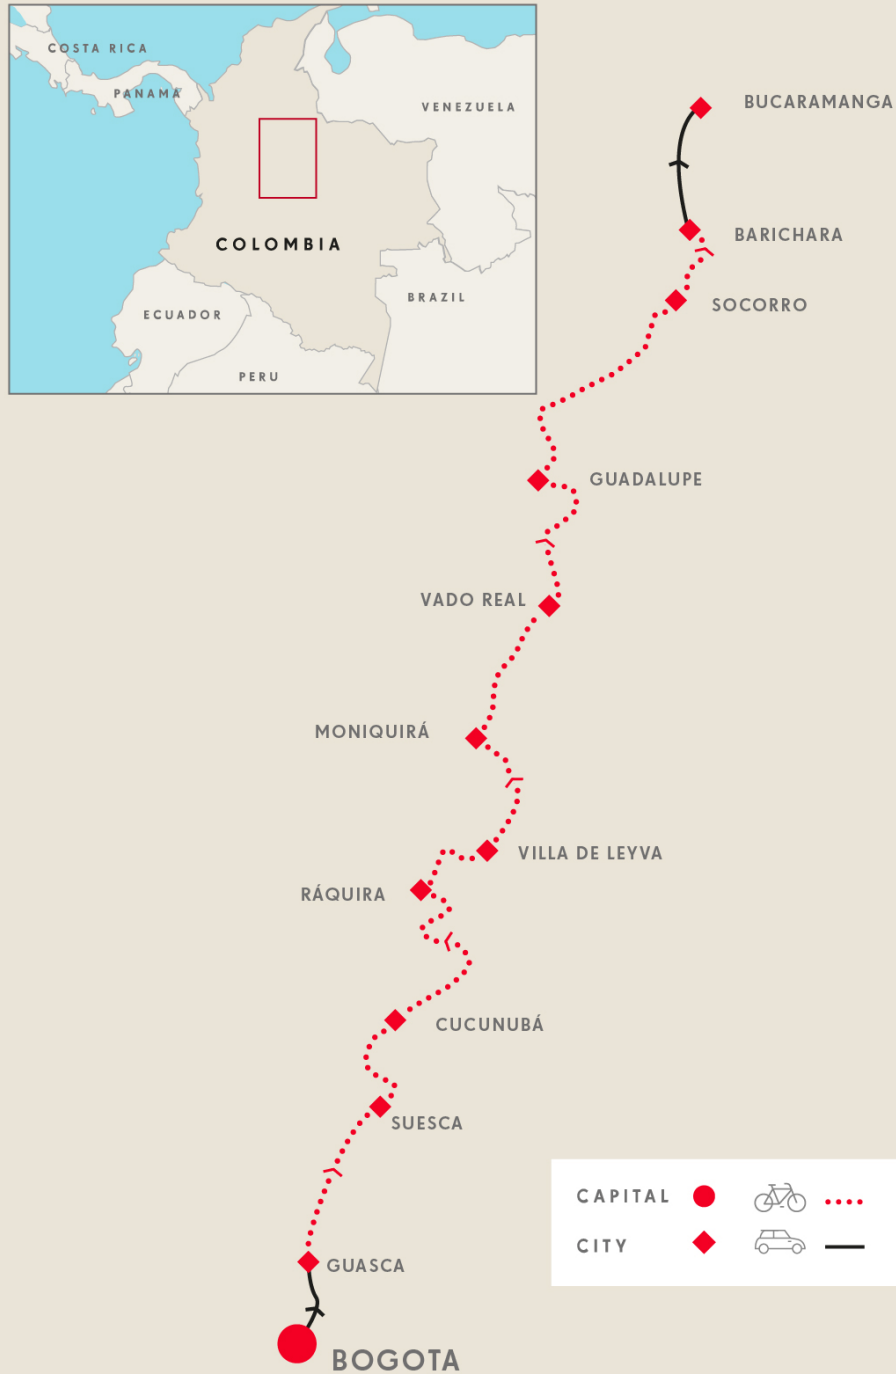 COSTA RICA
PANAMÁ
VENEZUELA
COLOMBIA
ECUADOR
BRAZIL
PERU
BUCARAMANGA
BARICHARA
SOCORRO
GUADALUPE
VADO REAL
MONIQUIRÁ
VILLA DE LEYVA
RÁQUIRA
CUCUNUBÁ
SUESCA
GUASCA
BOGOTA
CAPITAL
CITY